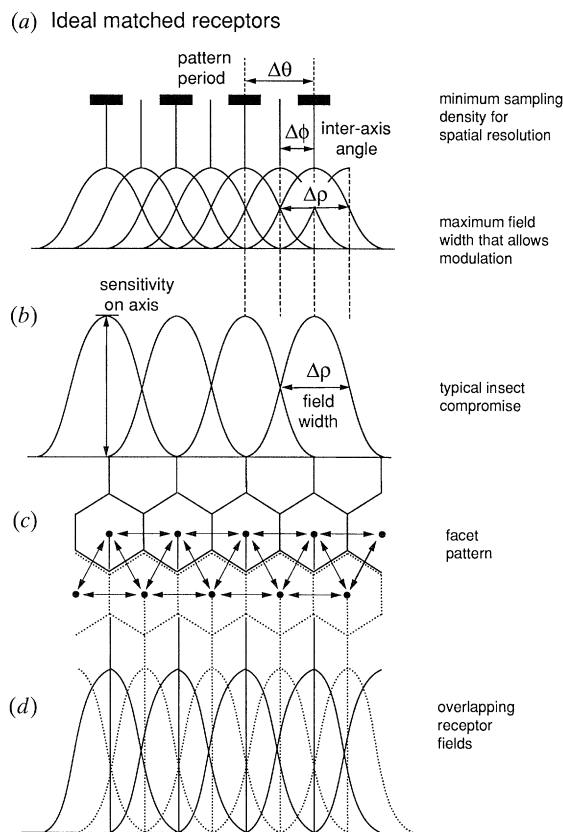 (a) Ideal matched receptors
pattern
period
Δθ
minimum sampling
density for
spatial resolution
Δϕ
inter-axis
angle
Δρ
maximum field
width that allows
modulation
sensitivity
on axis
(b)
Δρ
field
width
typical insect
compromise
(c)
facet
pattern
(d)
overlapping
receptor
fields